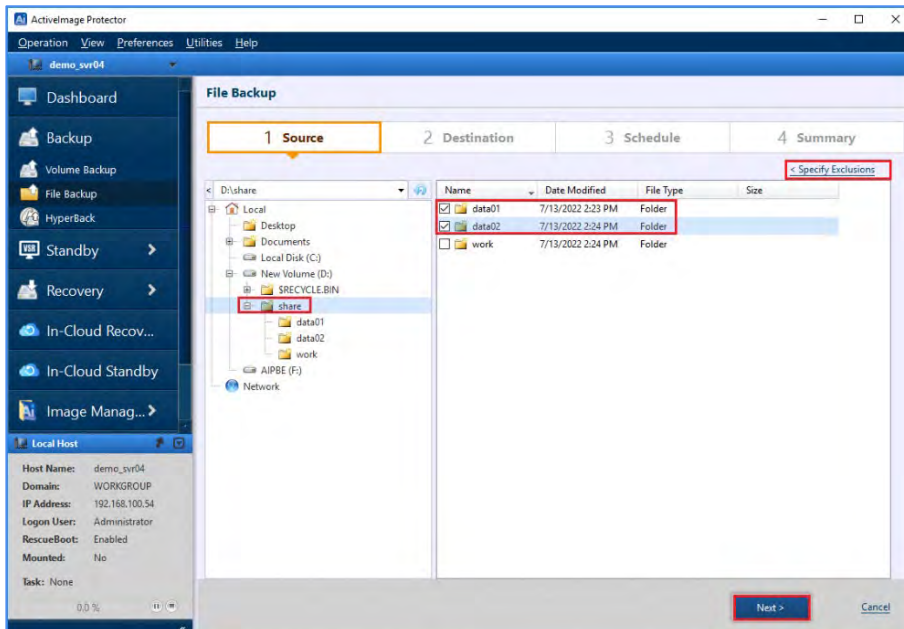 ActiveImage Protector
Operation View Preferences Utilities Help
demo_svr04
Dashboard
Backup
Volume Backup
File Backup
HyperBack
Standby >
Recovery >
In-Cloud Recov...
In-Cloud Standby
Image Manag... >
Local Host
Host Name: demo_svr04
Domain: WORKGROUP
IP Address: 192.168.100.54
Logon User: Administrator
RescueBoot: Enabled
Mounted: No
Task: None
0.0 %
File Backup
1 Source 2 Destination 3 Schedule 4 Summary
< Specify Exclusions
< D:\share
Local
Desktop
Documents
Local Disk (C:)
New Volume (D:)
$RECYCLE.BIN
share
data01
data02
work
AIPBE (F:)
Network
Name Date Modified File Type Size
data01 7/13/2022 2:23 PM Folder
data02 7/13/2022 2:24 PM Folder
work 7/13/2022 2:24 PM Folder
Next > Cancel